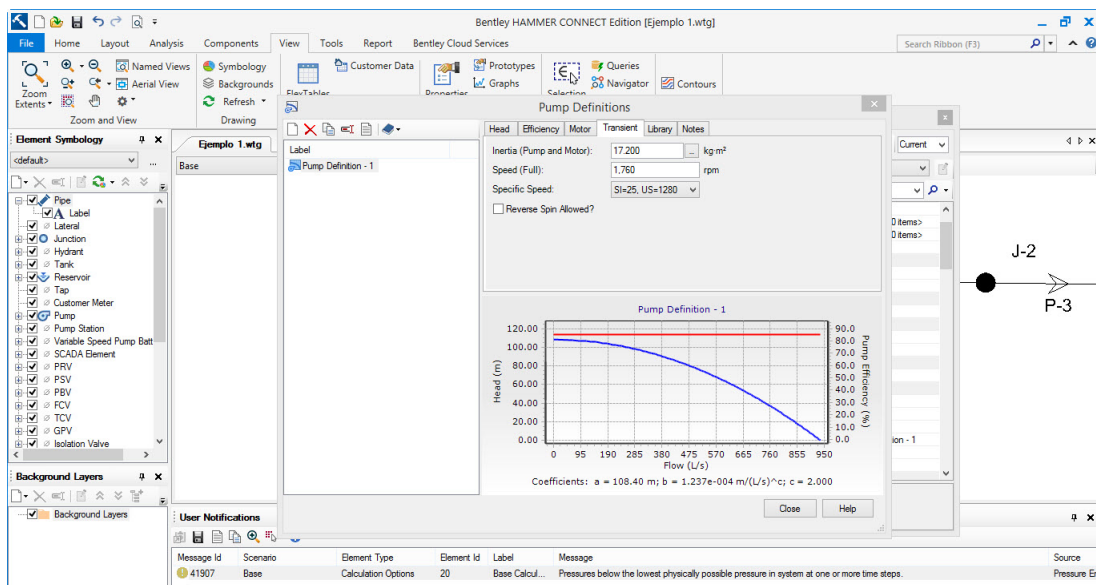 Bentley HAMMER CONNECT Edition [Ejemplo 1.wtg]
File Home Layout Analysis Components View Tools Report Bentley Cloud Services Search Ribbon (F3)
Zoom Extents
Named Views
Aerial View
Zoom and View
Symbology
Backgrounds
Refresh
Drawing
FlexTables
Customer Data
Properties
Prototypes
Graphs
Selection
Queries
Navigator
Contours
Element Symbology
<default>
...
Pipe
Label
Lateral
Junction
Hydrant
Tank
Reservoir
Tap
Customer Meter
Pump
Pump Station
Variable Speed Pump Batt
SCADA Element
PRV
PSV
PBV
FCV
TCV
GPV
Isolation Valve
Background Layers
Background Layers
Ejemplo 1.wtg
Base
Pump Definitions
Label
Pump Definition - 1
Head Efficiency Motor Transient Library Notes
Inertia (Pump and Motor): 17.200 ... kg·m²
Speed (Full): 1,760 rpm
Specific Speed: SI=25, US=1280
Reverse Spin Allowed?
Pump Definition - 1
Head (m)
120.00
100.00
80.00
60.00
40.00
20.00
0.00
90.0
80.0
70.0
60.0
50.0
40.0
30.0
20.0
10.0
0.0
Pump Efficiency (%)
0 95 190 285 380 475 570 665 760 855 950
Flow (L/s)
Coefficients: a = 108.40 m; b = 1.237e-004 m/(L/s)^c; c = 2.000
Close Help
Current
0 items>
0 items>
ion - 1
J-2
P-3
User Notifications
Message Id Scenario Element Type Element Id Label Message Source
41907 Base Calculation Options 20 Base Calcul... Pressures below the lowest physically possible pressure in system at one or more time steps. Pressure En